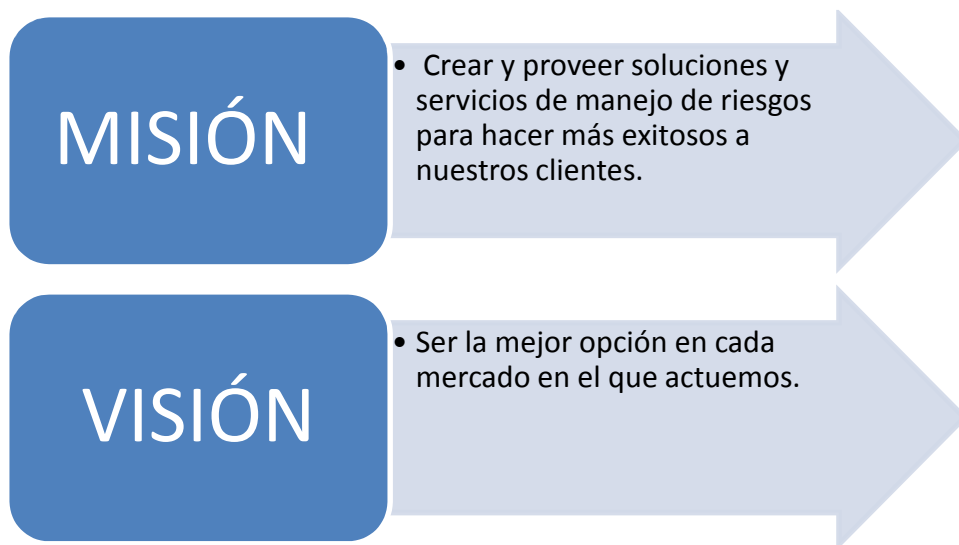 MISIÓN
• Crear y proveer soluciones y
servicios de manejo de riesgos
para hacer más exitosos a
nuestros clientes.
VISIÓN
• Ser la mejor opción en cada
mercado en el que actuemos.